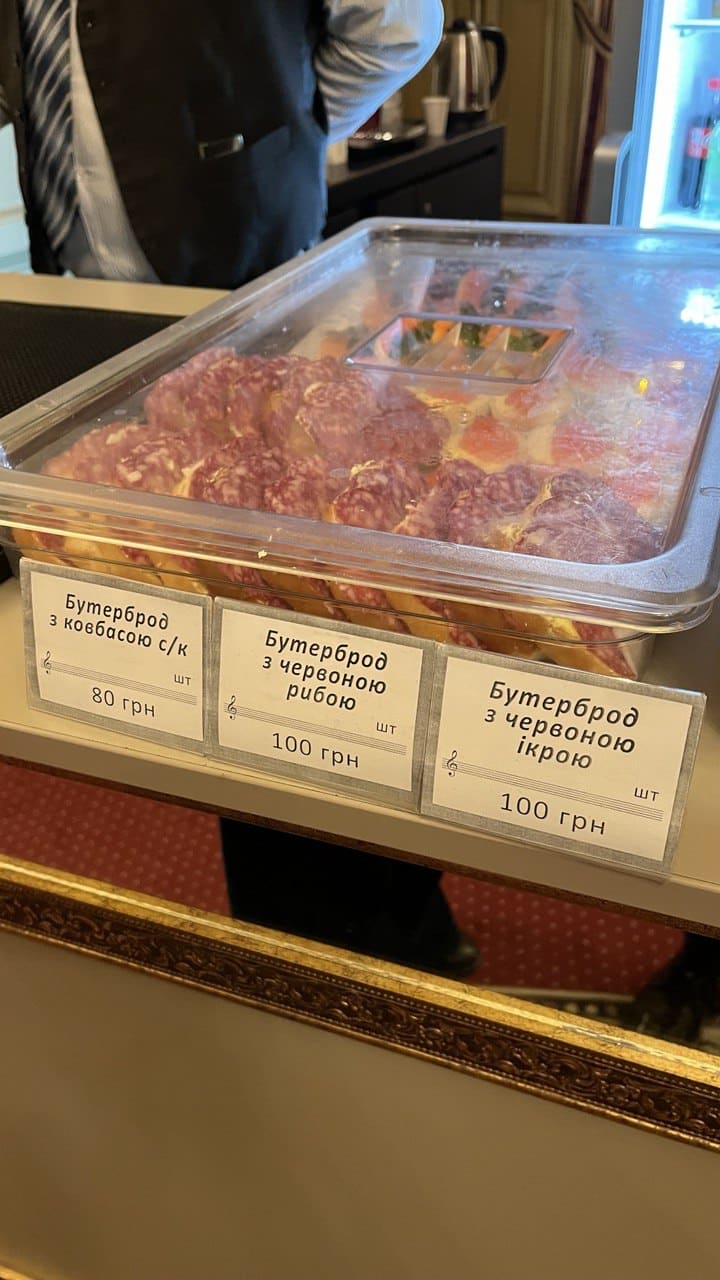 Бутерброд
з ковбасою с/к
шт
80 грн
Бутерброд
з червоною
рибою
шт
100 грн
Бутерброд
з червоною
ікрою
шт
100 грн